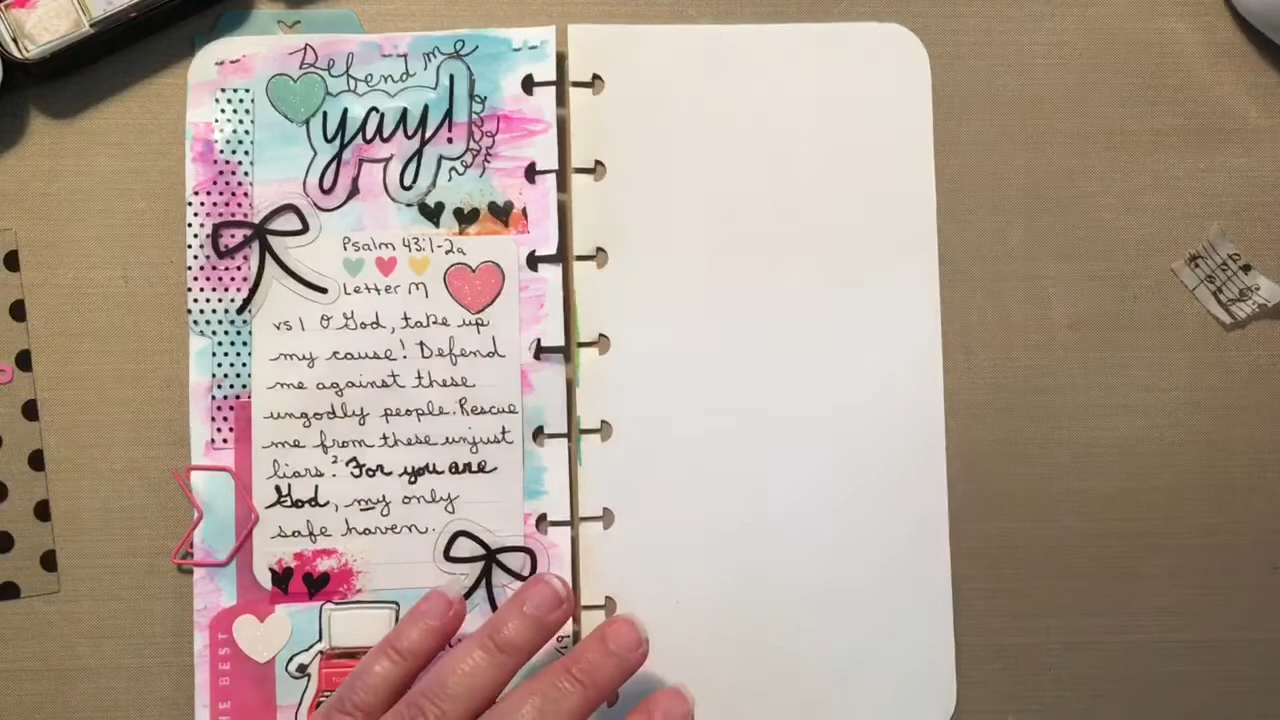 Defend me
yay!
rescue
me
Psalm 43:1-2a
Letter M
vs 1 O God, take up
my cause! Defend
me against these
ungodly people. Rescue
me from these unjust
liars. 2. For you are
God, my only
safe haven.
HE BEST